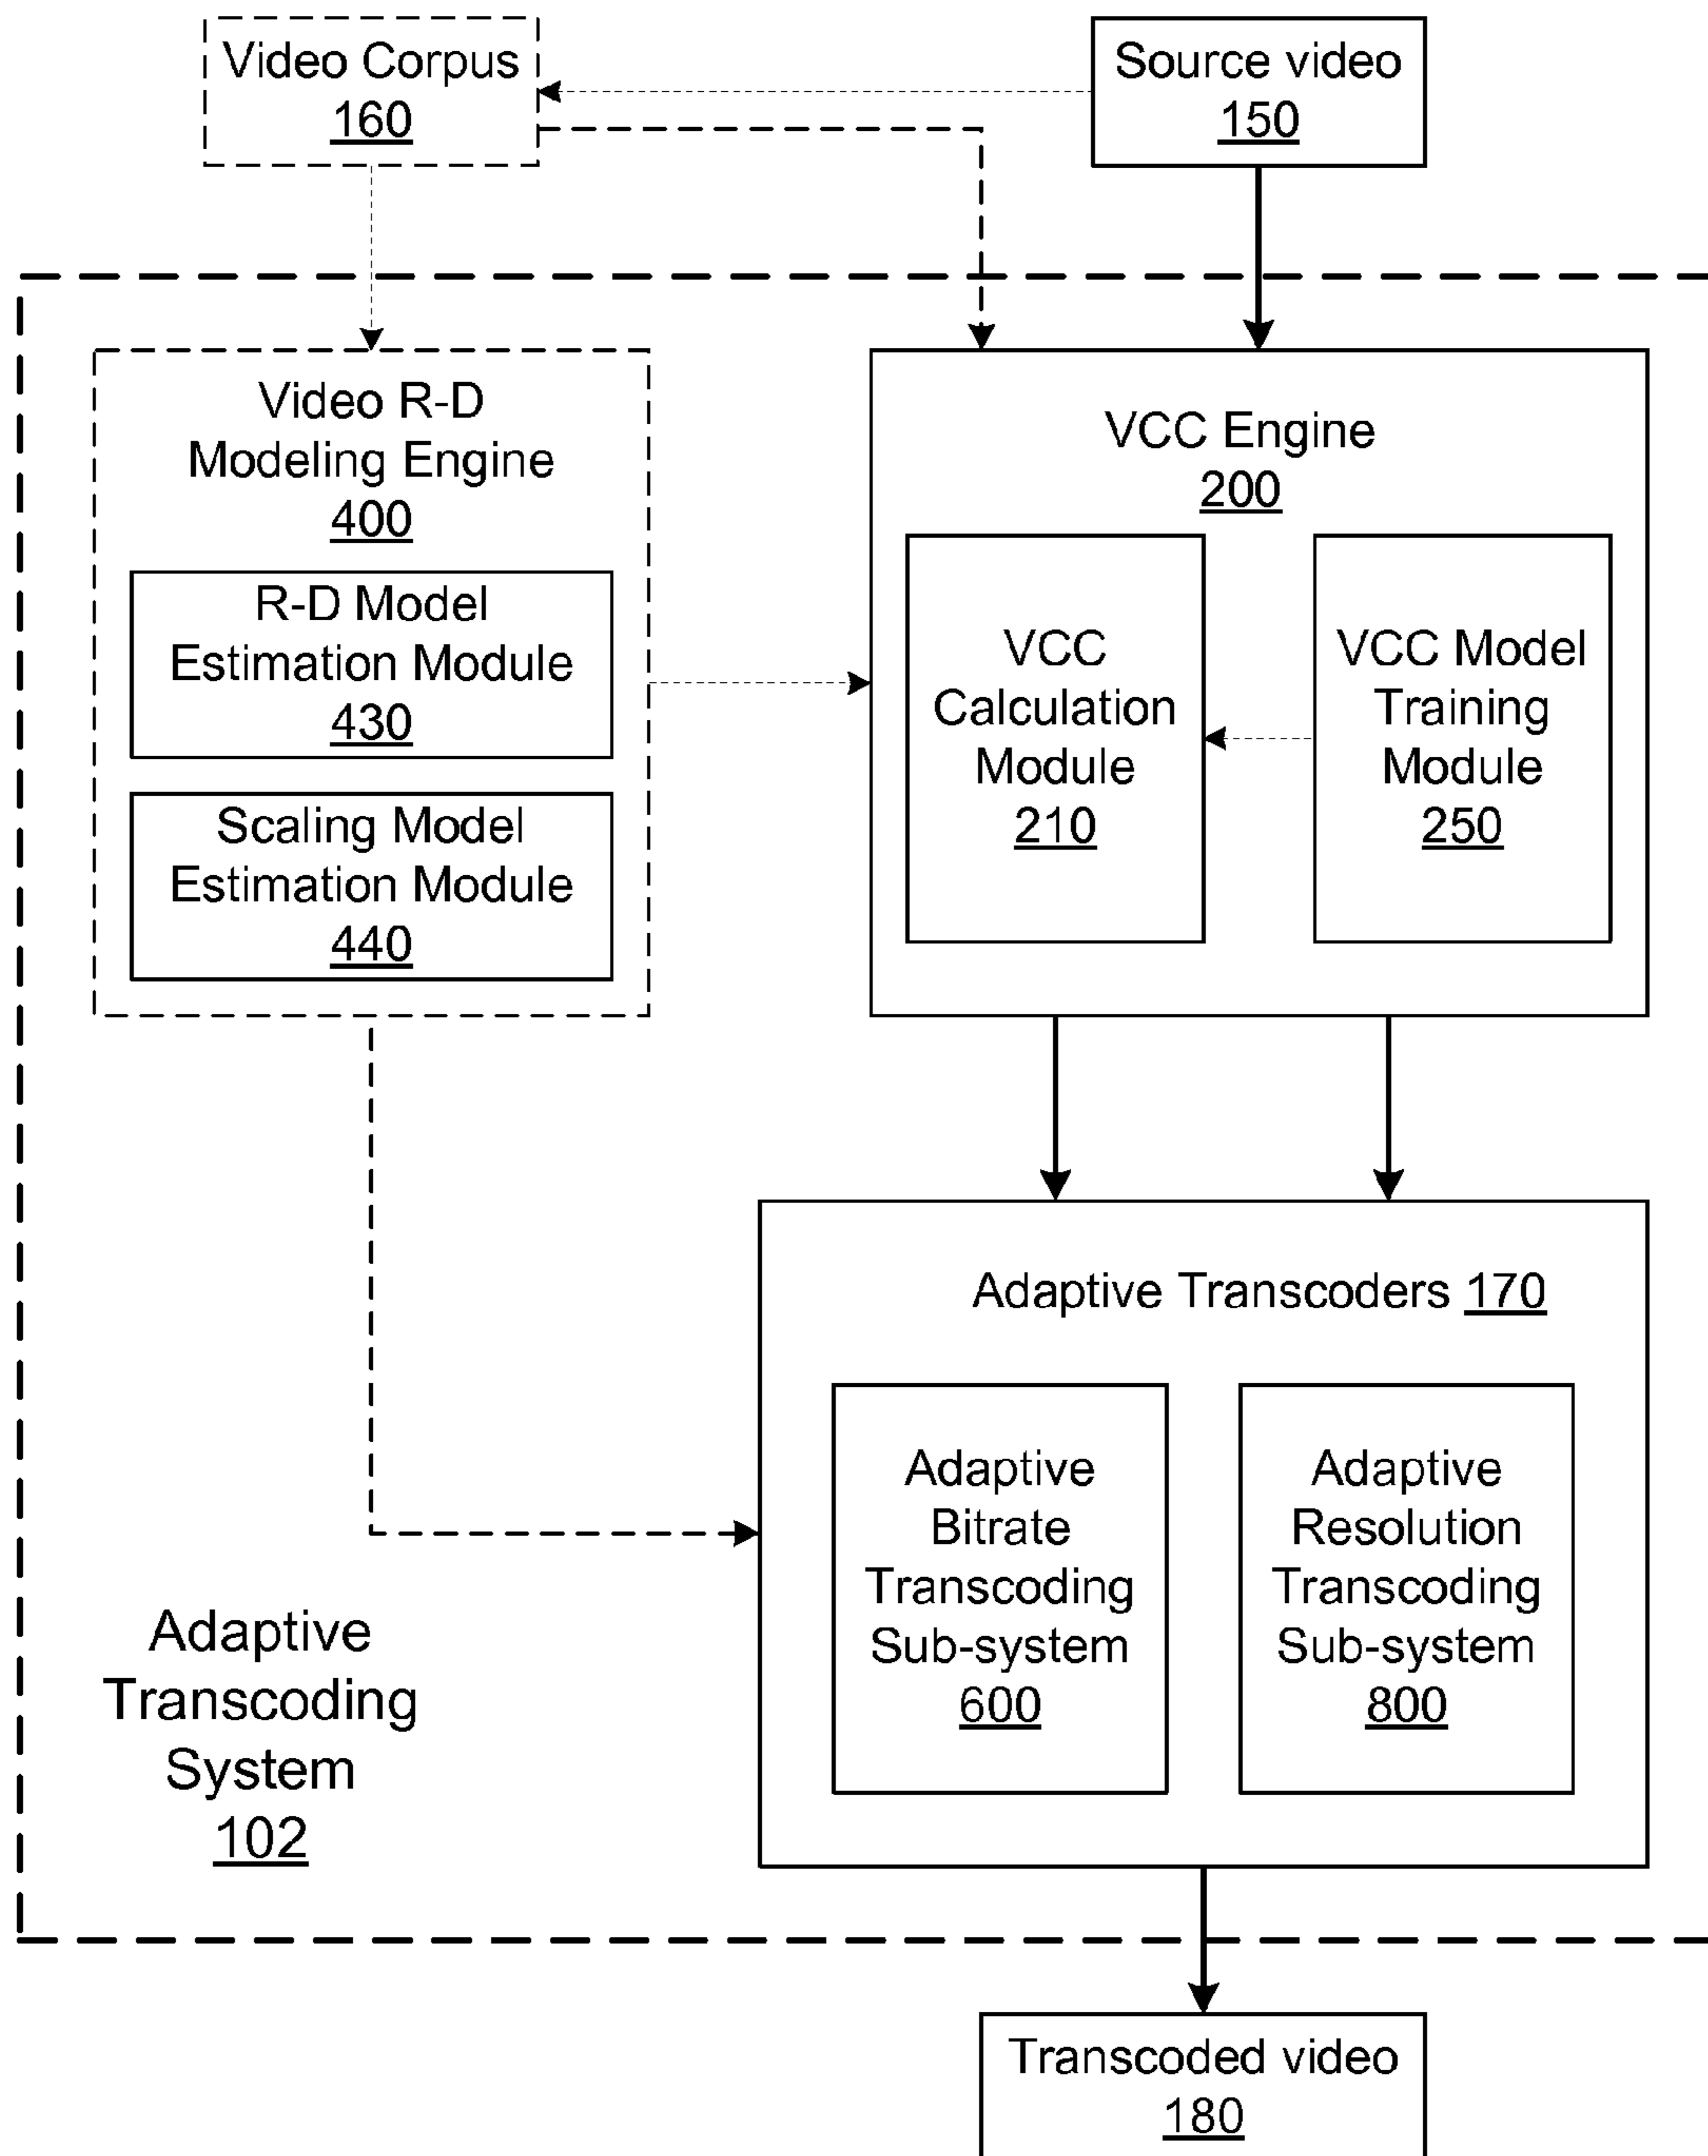 Video Corpus
160
Source video
150
Video R-D
Modeling Engine
400
R-D Model
Estimation Module
430
Scaling Model
Estimation Module
440
VCC Engine
200
VCC
Calculation
Module
210
VCC Model
Training
Module
250
Adaptive Transcoders 170
Adaptive
Bitrate
Transcoding
Sub-system
600
Adaptive
Resolution
Transcoding
Sub-system
800
Adaptive
Transcoding
System
102
Transcoded video
180